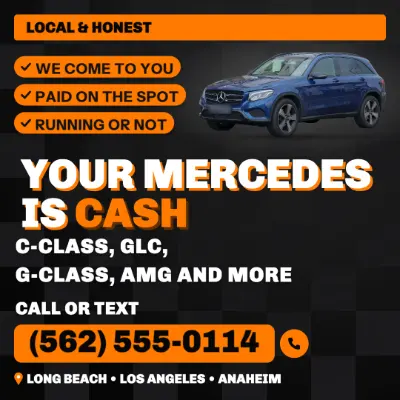 LOCAL & HONEST
WE COME TO YOU
PAID ON THE SPOT
RUNNING OR NOT
YOUR MERCEDES
IS CASH
C-CLASS, GLC,
G-CLASS, AMG AND MORE
CALL OR TEXT
(562) 555-0114
LONG BEACH • LOS ANGELES • ANAHEIM